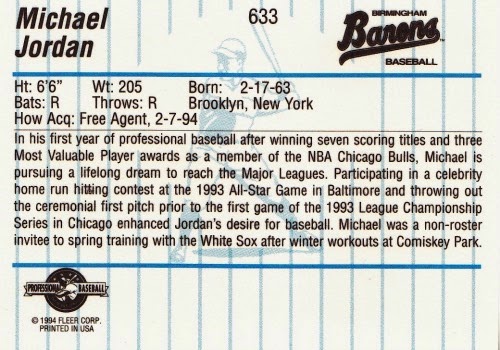 Michael
Jordan
633
BIRMINGHAM
Barons
BASEBALL
Ht: 6'6" Wt: 205 Born: 2-17-63
Bats: R Throws: R Brooklyn, New York
How Acq: Free Agent, 2-7-94
In his first year of professional baseball after winning seven scoring titles and three
Most Valuable Player awards as a member of the NBA Chicago Bulls, Michael is
pursuing a lifelong dream to reach the Major Leagues. Participating in a celebrity
home run hitting contest at the 1993 All-Star Game in Baltimore and throwing out
the ceremonial first pitch prior to the first game of the 1993 League Championship
Series in Chicago enhanced Jordan's desire for baseball. Michael was a non-roster
invitee to spring training with the White Sox after winter workouts at Comiskey Park.
PROFESSIONAL BASEBALL
© 1994 FLEER CORP.
PRINTED IN USA